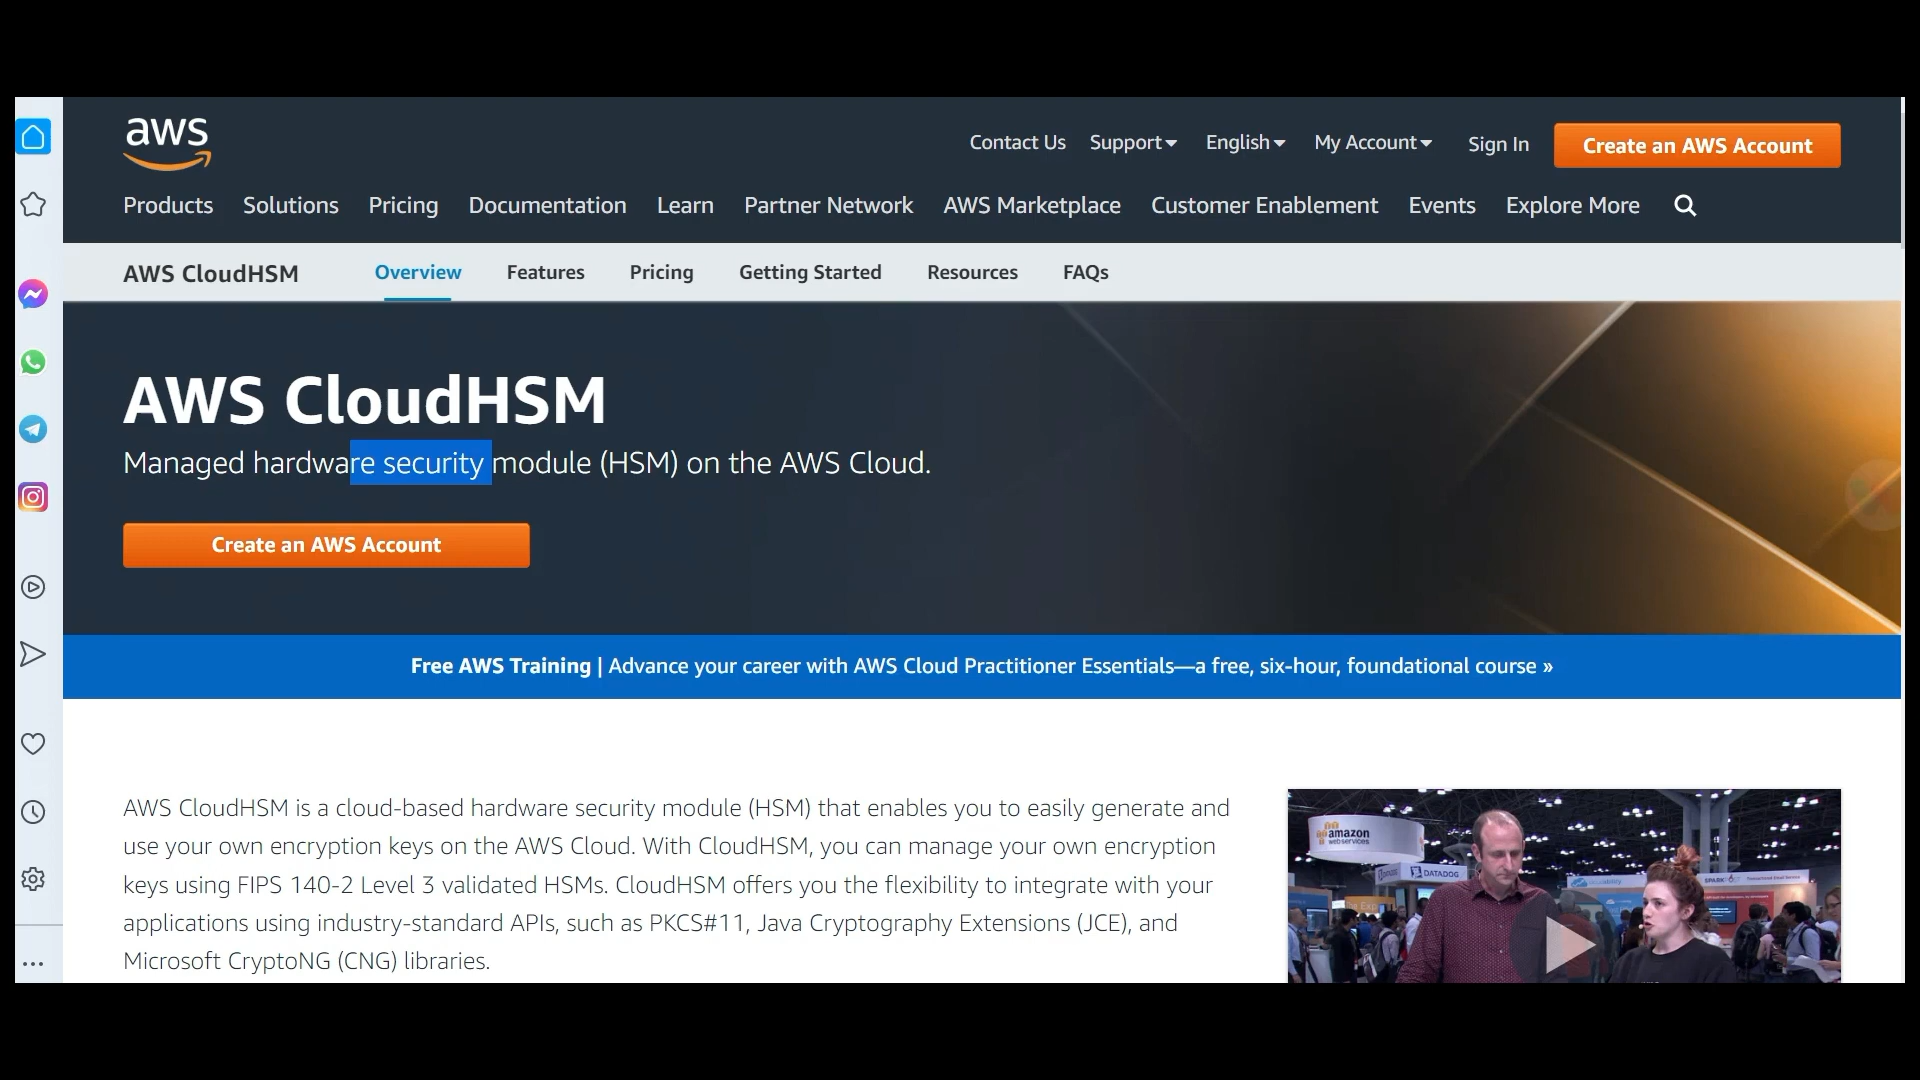 aws
Contact Us Support English My Account Sign In Create an AWS Account
Products Solutions Pricing Documentation Learn Partner Network AWS Marketplace Customer Enablement Events Explore More
AWS CloudHSM Overview Features Pricing Getting Started Resources FAQs
AWS CloudHSM
Managed hardware security module (HSM) on the AWS Cloud.
Create an AWS Account
Free AWS Training | Advance your career with AWS Cloud Practitioner Essentials—a free, six-hour, foundational course »
AWS CloudHSM is a cloud-based hardware security module (HSM) that enables you to easily generate and
use your own encryption keys on the AWS Cloud. With CloudHSM, you can manage your own encryption
keys using FIPS 140-2 Level 3 validated HSMs. CloudHSM offers you the flexibility to integrate with your
applications using industry-standard APIs, such as PKCS#11, Java Cryptography Extensions (JCE), and
Microsoft CryptoNG (CNG) libraries.
amazon
webservices
DATADOG